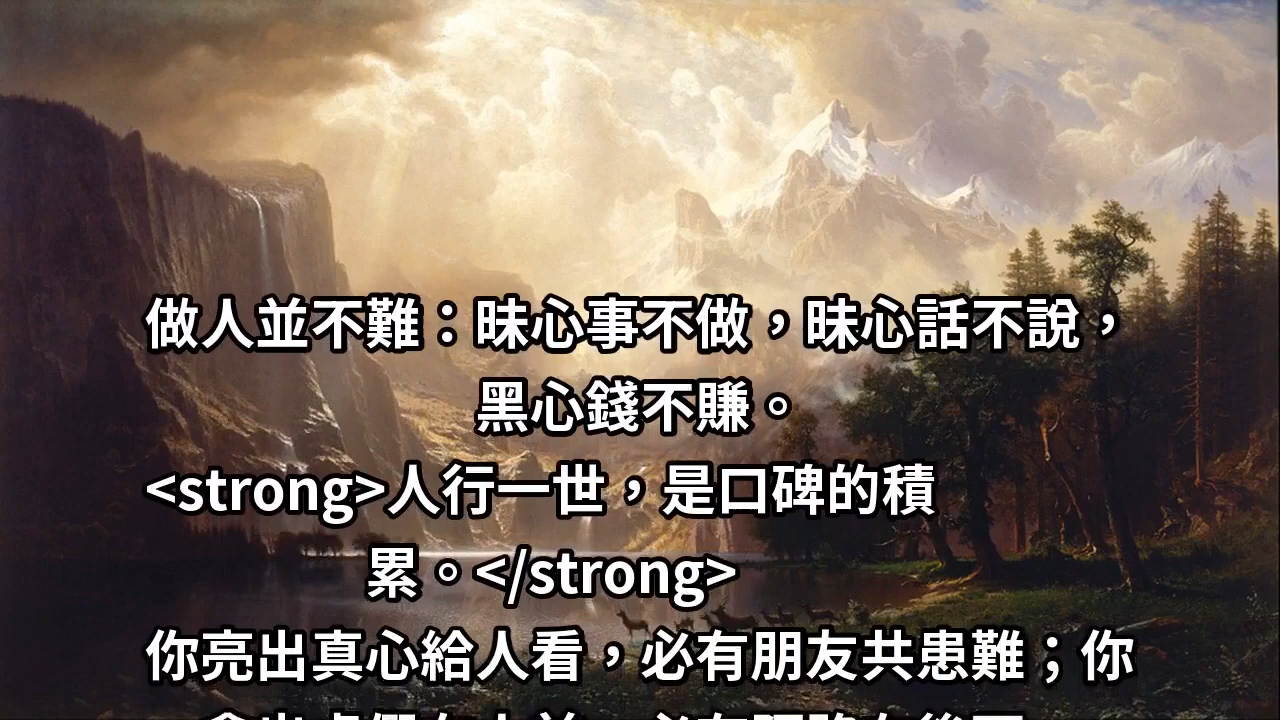 做人並不難：昧心事不做，昧心話不說，
黑心錢不賺。
<strong>人行一世，是口碑的積
累。</strong>
你亮出真心給人看，必有朋友共患難；你